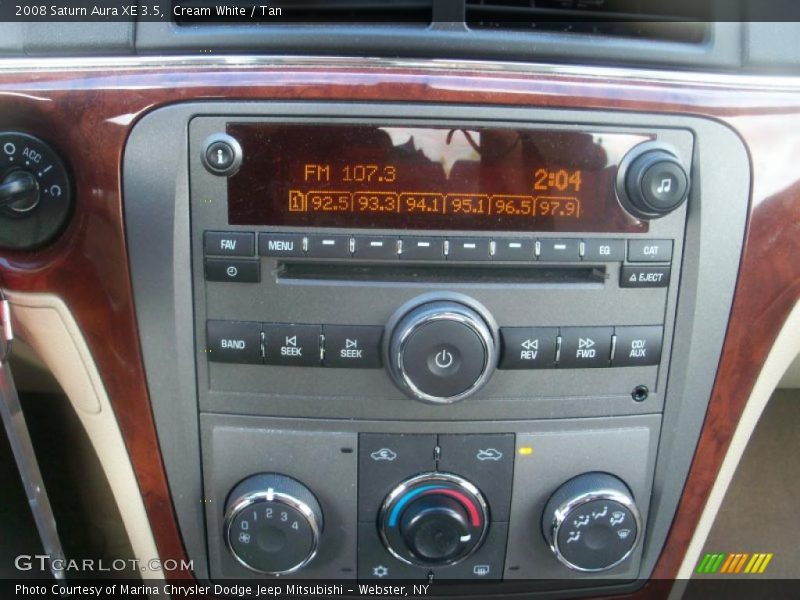 2008 Saturn Aura XE 3.5,  Cream White / Tan
ACC
FM 107.3
2:04
1 92.5 93.3 94.1 95.1 96.5 97.9
FAV MENU EQ CAT
EJECT
BAND SEEK SEEK REV FWD CD/AUX
0 1 2 3 4
GTCARLOT.COM
Photo Courtesy of Marina Chrysler Dodge Jeep Mitsubishi - Webster, NY